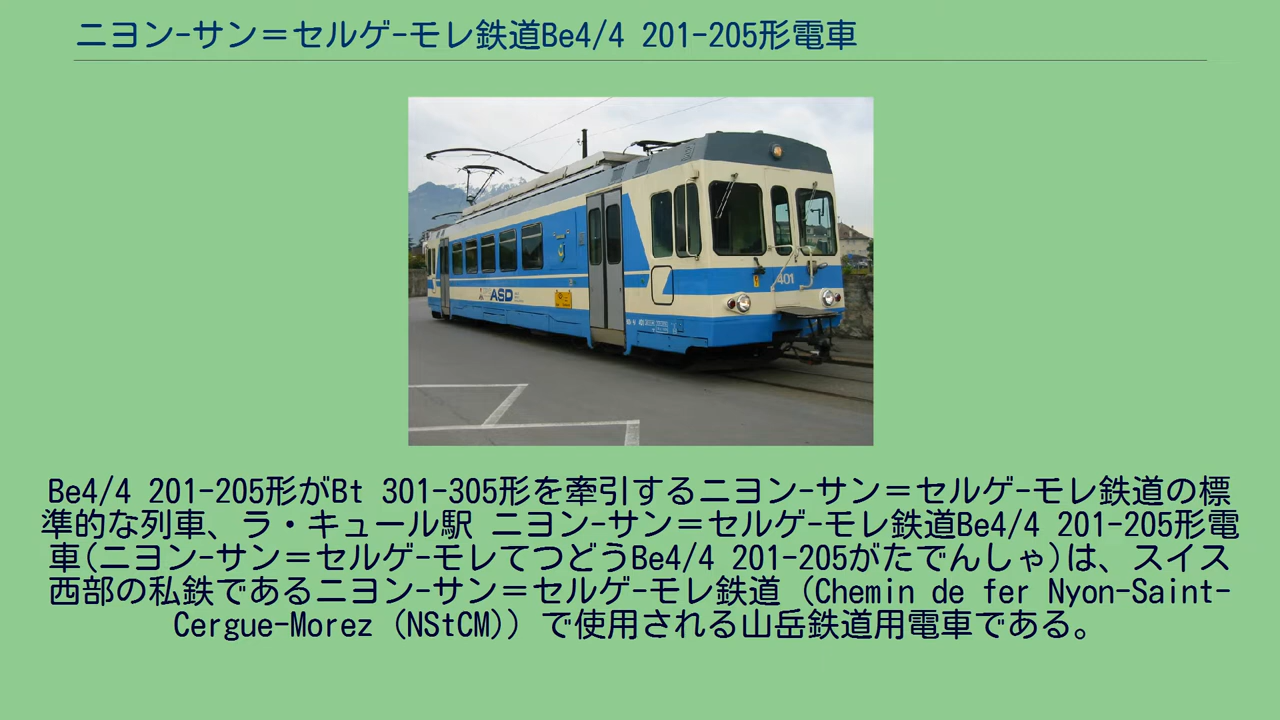 ニヨン-サン＝セルゲ-モレ鉄道Be4/4 201-205形電車
401
ASD
Be4/4 201-205形がBt 301-305形を牽引するニヨン-サン＝セルゲ-モレ鉄道の標
準的な列車、ラ・キュール駅 ニヨン-サン＝セルゲ-モレ鉄道Be4/4 201-205形電
車(ニヨン-サン＝セルゲ-モレてつどうBe4/4 201-205がたでんしゃ)は、スイス
西部の私鉄であるニヨン-サン＝セルゲ-モレ鉄道（Chemin de fer Nyon-Saint-
Cergue-Morez（NStCM)）で使用される山岳鉄道用電車である。